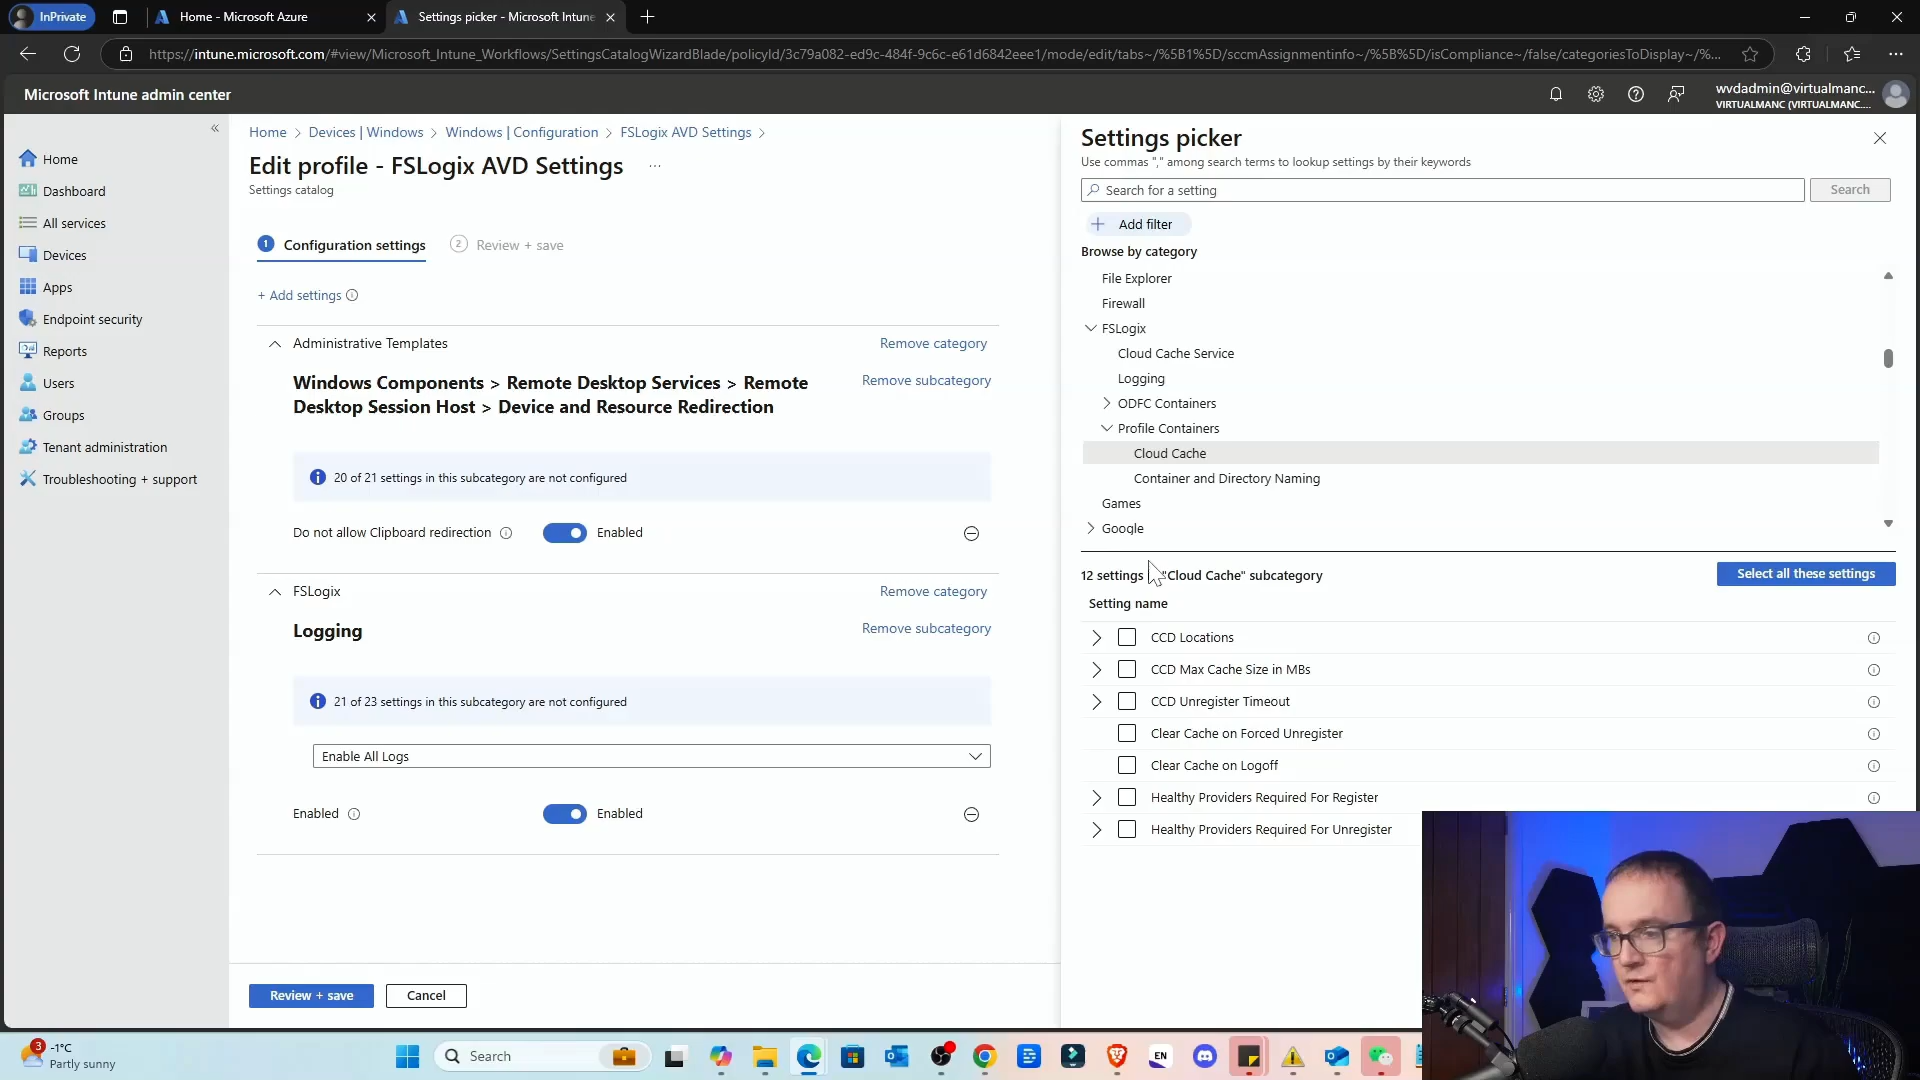 InPrivate
Home - Microsoft Azure
Settings picker - Microsoft Intune
https://intune.microsoft.com/#view/Microsoft_Intune_Workflows/SettingsCatalogWizardBlade/policyId/3c79a082-ed9c-484f-9c6c-e61d6842eee1/mode/edit/tabs~/%5B1%5D/sccmAssignmentinfo~/%5B%5D/isCompliance~/false/categoriesToDisplay~/%...
Microsoft Intune admin center
wvdadmin@virtualmanc...
VIRTUALMANC (VIRTUALMANC....
Home
Dashboard
All services
Devices
Apps
Endpoint security
Reports
Users
Groups
Tenant administration
Troubleshooting + support
Home > Devices | Windows > Windows | Configuration > FSLogix AVD Settings >
Edit profile - FSLogix AVD Settings ...
Settings catalog
1 Configuration settings
2 Review + save
+ Add settings
Administrative Templates
Remove category
Windows Components > Remote Desktop Services > Remote
Desktop Session Host > Device and Resource Redirection
Remove subcategory
20 of 21 settings in this subcategory are not configured
Do not allow Clipboard redirection
Enabled
FSLogix
Remove category
Logging
Remove subcategory
21 of 23 settings in this subcategory are not configured
Enable All Logs
Enabled
Enabled
Review + save
Cancel
Settings picker
Use commas "," among search terms to lookup settings by their keywords
Search for a setting
Search
+ Add filter
Browse by category
File Explorer
Firewall
FSLogix
Cloud Cache Service
Logging
ODFC Containers
Profile Containers
Cloud Cache
Container and Directory Naming
Games
Google
12 settings "Cloud Cache" subcategory
Select all these settings
Setting name
CCD Locations
CCD Max Cache Size in MBs
CCD Unregister Timeout
Clear Cache on Forced Unregister
Clear Cache on Logoff
Healthy Providers Required For Register
Healthy Providers Required For Unregister
3
-1°C
Partly sunny
Search
EN